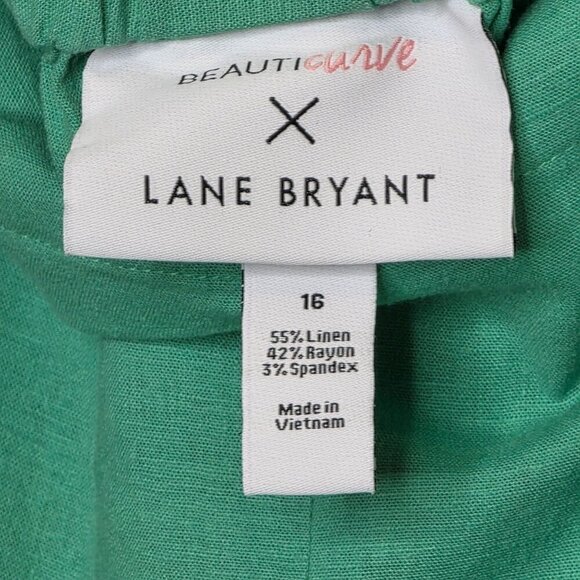 BEAUTICURVE
X
LANE BRYANT
16
55% Linen
42% Rayon
3% Spandex
Made in
Vietnam